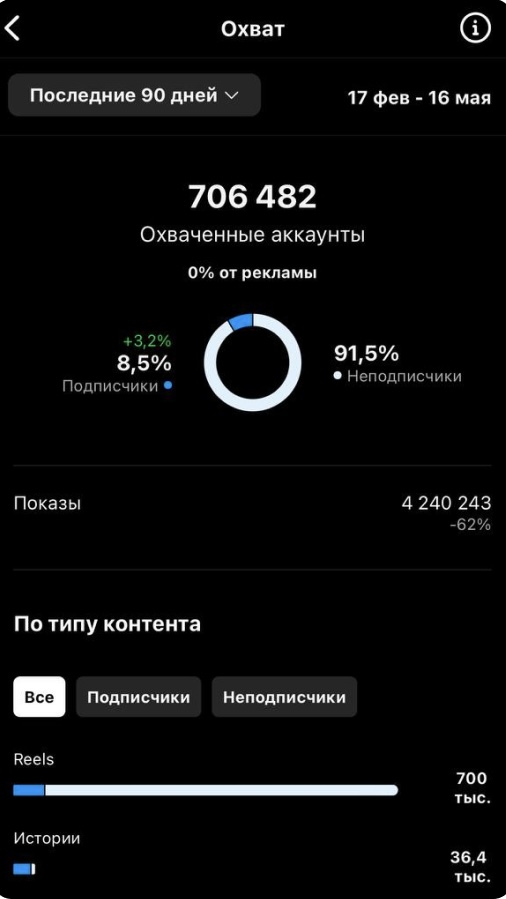 Охват
Последние 90 дней
17 фев - 16 мая
706 482
Охваченные аккаунты
0% от рекламы
+3,2%
8,5%
Подписчики
91,5%
Неподписчики
Показы
4 240 243
-62%
По типу контента
Все
Подписчики
Неподписчики
Reels
700
тыс.
Истории
36,4
тыс.